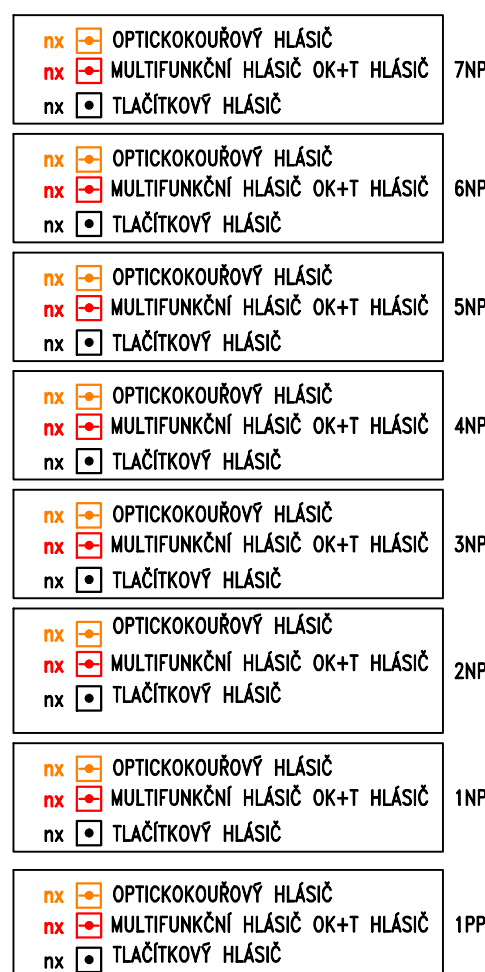 nx OPTICKOKOUŘOVÝ HLÁSIČ
nx MULTIFUNKČNÍ HLÁSIČ OK+T HLÁSIČ 7NP
nx TLAČÍTKOVÝ HLÁSIČ
nx OPTICKOKOUŘOVÝ HLÁSIČ
nx MULTIFUNKČNÍ HLÁSIČ OK+T HLÁSIČ 6NP
nx TLAČÍTKOVÝ HLÁSIČ
nx OPTICKOKOUŘOVÝ HLÁSIČ
nx MULTIFUNKČNÍ HLÁSIČ OK+T HLÁSIČ 5NP
nx TLAČÍTKOVÝ HLÁSIČ
nx OPTICKOKOUŘOVÝ HLÁSIČ
nx MULTIFUNKČNÍ HLÁSIČ OK+T HLÁSIČ 4NP
nx TLAČÍTKOVÝ HLÁSIČ
nx OPTICKOKOUŘOVÝ HLÁSIČ
nx MULTIFUNKČNÍ HLÁSIČ OK+T HLÁSIČ 3NP
nx TLAČÍTKOVÝ HLÁSIČ
nx OPTICKOKOUŘOVÝ HLÁSIČ
nx MULTIFUNKČNÍ HLÁSIČ OK+T HLÁSIČ 2NP
nx TLAČÍTKOVÝ HLÁSIČ
nx OPTICKOKOUŘOVÝ HLÁSIČ
nx MULTIFUNKČNÍ HLÁSIČ OK+T HLÁSIČ 1NP
nx TLAČÍTKOVÝ HLÁSIČ
nx OPTICKOKOUŘOVÝ HLÁSIČ
nx MULTIFUNKČNÍ HLÁSIČ OK+T HLÁSIČ 1PP
nx TLAČÍTKOVÝ HLÁSIČ